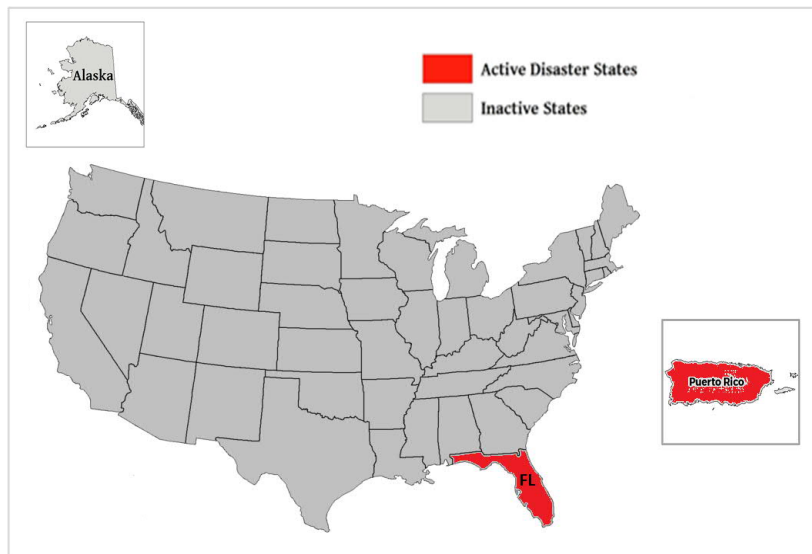 Alaska
Active Disaster States
Inactive States
Puerto Rico
FL